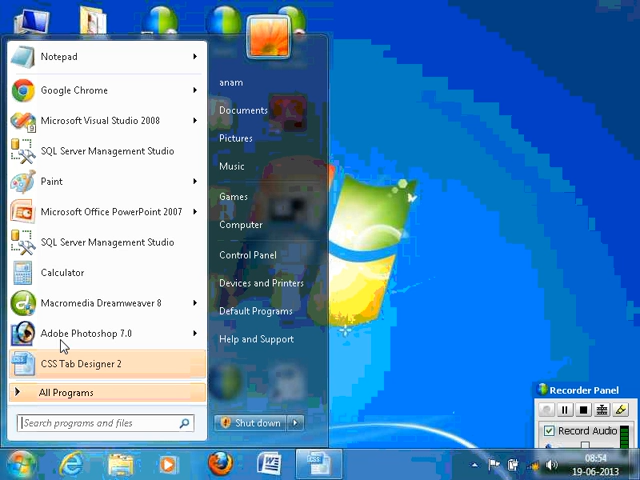 Notepad
Google Chrome
Microsoft Visual Studio 2008
SQL Server Management Studio
Paint
Microsoft Office PowerPoint 2007
SQL Server Management Studio
Calculator
Macromedia Dreamweaver 8
Adobe Photoshop 7.0
CSS Tab Designer 2
All Programs
Search programs and files
anam
Documents
Pictures
Music
Games
Computer
Control Panel
Devices and Printers
Default Programs
Help and Support
Shut down
Recorder Panel
Record Audio
CSS
08:54
19-06-2013